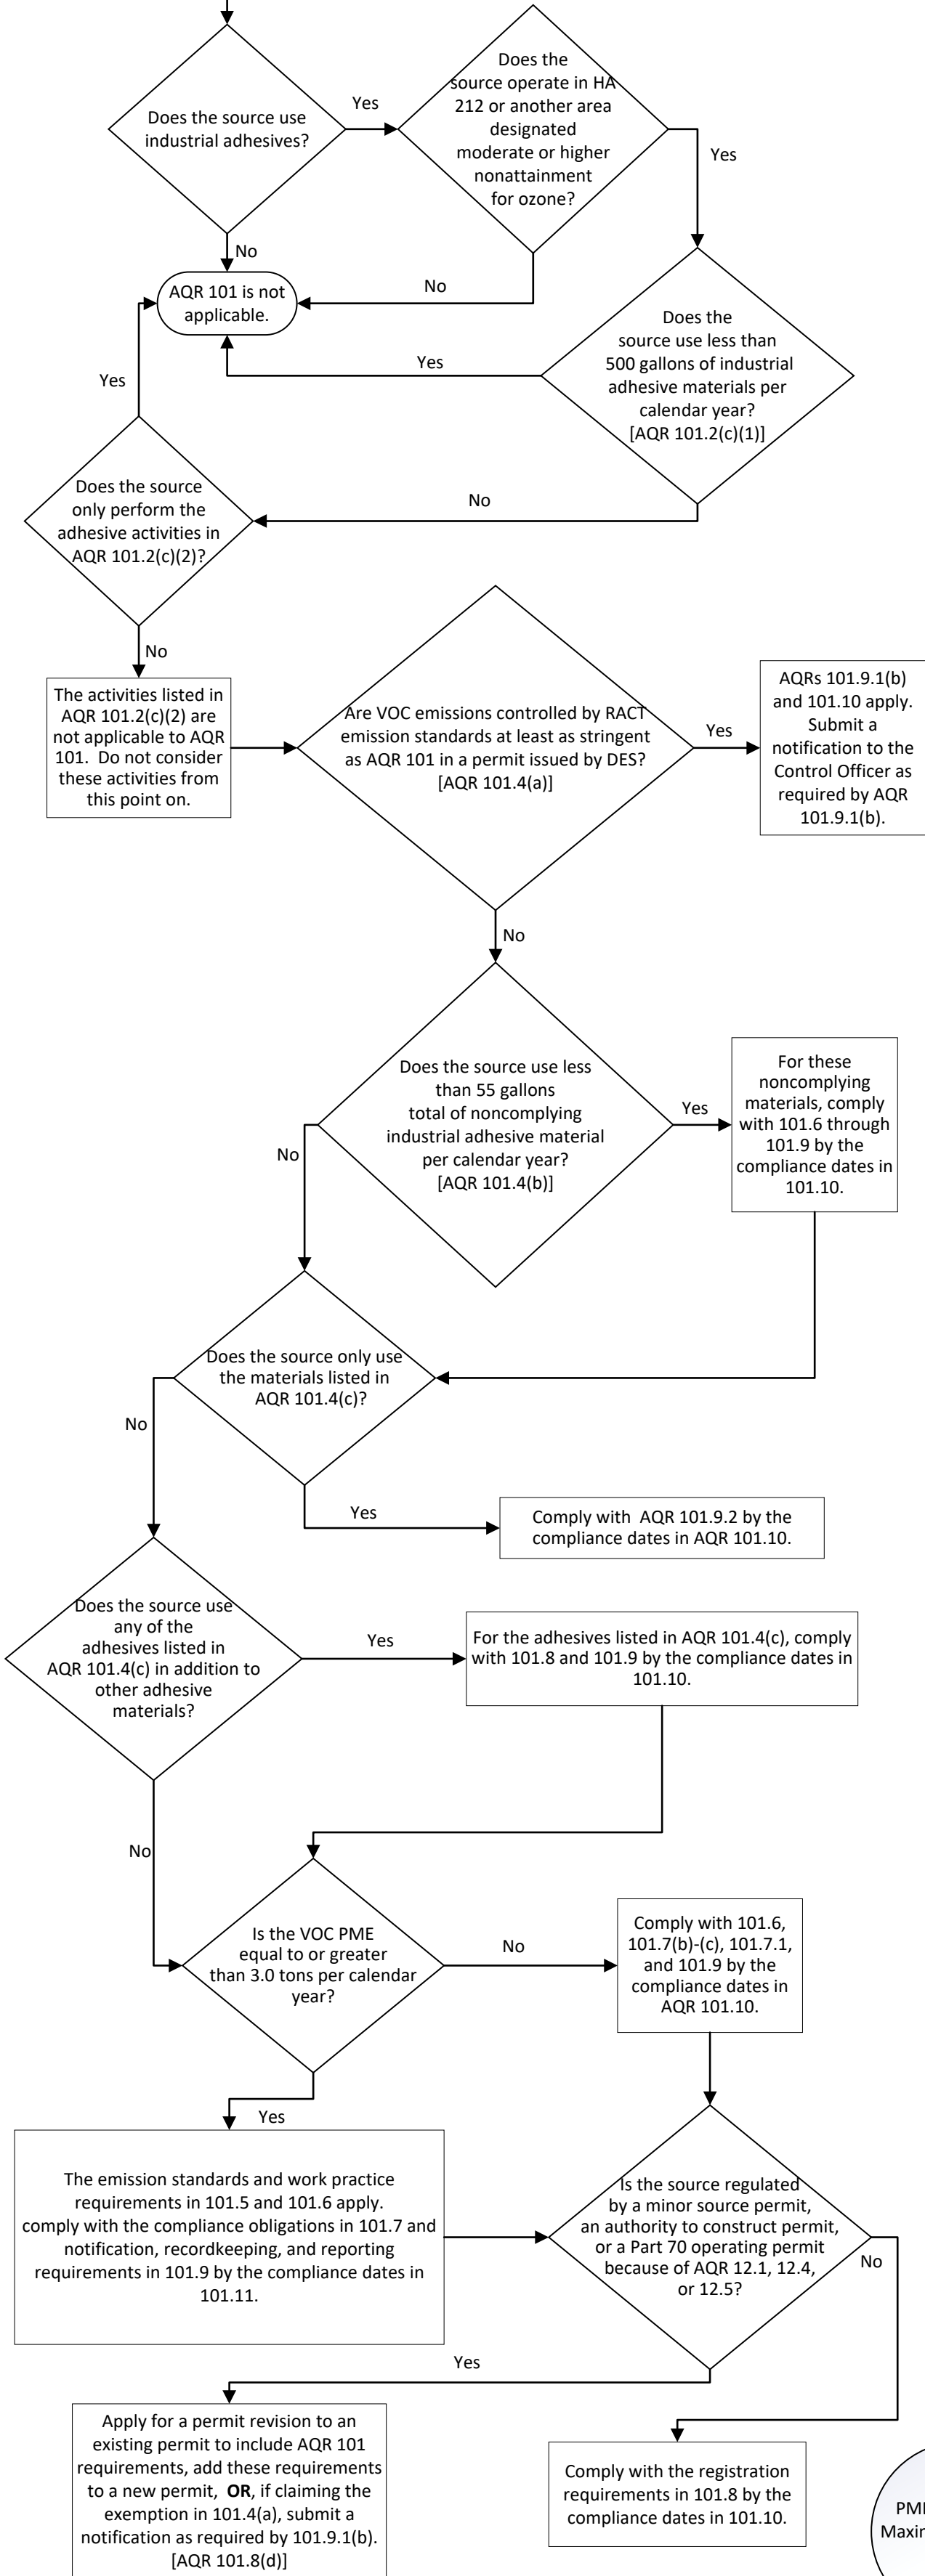 Does the source use
industrial adhesives?
Yes
Does the
source operate in HA
212 or another area
designated
moderate or higher
nonattainment
for ozone?
Yes
No
AQR 101 is not
applicable.
No
Does the
source use less than
500 gallons of industrial
adhesive materials per
calendar year?
[AQR 101.2(c)(1)]
Yes
Yes
No
Does the source
only perform the
adhesive activities in
AQR 101.2(c)(2)?
No
The activities listed in
AQR 101.2(c)(2) are
not applicable to AQR
101. Do not consider
these activities from
this point on.
Are VOC emissions controlled by RACT
emission standards at least as stringent
as AQR 101 in a permit issued by DES?
[AQR 101.4(a)]
Yes
AQRs 101.9.1(b)
and 101.10 apply.
Submit a
notification to the
Control Officer as
required by AQR
101.9.1(b).
No
Does the source use less
than 55 gallons
total of noncomplying
industrial adhesive material
per calendar year?
[AQR 101.4(b)]
Yes
For these
noncomplying
materials, comply
with 101.6 through
101.9 by the
compliance dates in
101.10.
No
Does the source only use
the materials listed in
AQR 101.4(c)?
No
Yes
Comply with AQR 101.9.2 by the
compliance dates in AQR 101.10.
Does the source use
any of the
adhesives listed in
AQR 101.4(c) in addition to
other adhesive
materials?
Yes
For the adhesives listed in AQR 101.4(c), comply
with 101.8 and 101.9 by the compliance dates in
101.10.
No
Is the VOC PME
equal to or greater
than 3.0 tons per calendar
year?
No
Comply with 101.6,
101.7(b)-(c), 101.7.1,
and 101.9 by the
compliance dates in
AQR 101.10.
Yes
The emission standards and work practice
requirements in 101.5 and 101.6 apply.
comply with the compliance obligations in 101.7 and
notification, recordkeeping, and reporting
requirements in 101.9 by the compliance dates in
101.11.
Is the source regulated
by a minor source permit,
an authority to construct permit,
or a Part 70 operating permit
because of AQR 12.1, 12.4,
or 12.5?
No
Yes
Apply for a permit revision to an
existing permit to include AQR 101
requirements, add these requirements
to a new permit, OR, if claiming the
exemption in 101.4(a), submit a
notification as required by 101.9.1(b).
[AQR 101.8(d)]
Comply with the registration
requirements in 101.8 by the
compliance dates in 101.10.